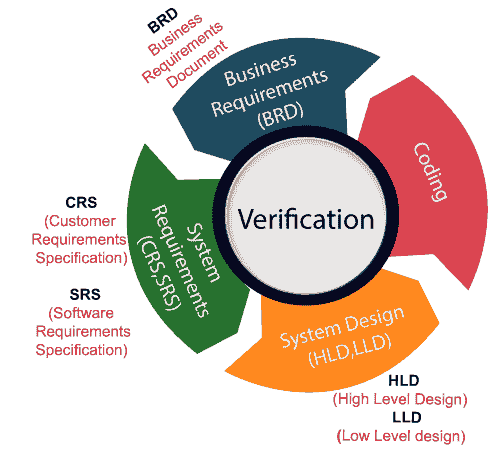 BRD
Business
Requirements
Document
Business
Requirements
(BRD)
Coding
Verification
CRS
(Customer
Requirements
Specification)
System
Requirements
(CRS,SRS)
SRS
(Software
Requirements
Specification)
System Design
(HLD,LLD)
HLD
(High Level Design)
LLD
(Low Level design)